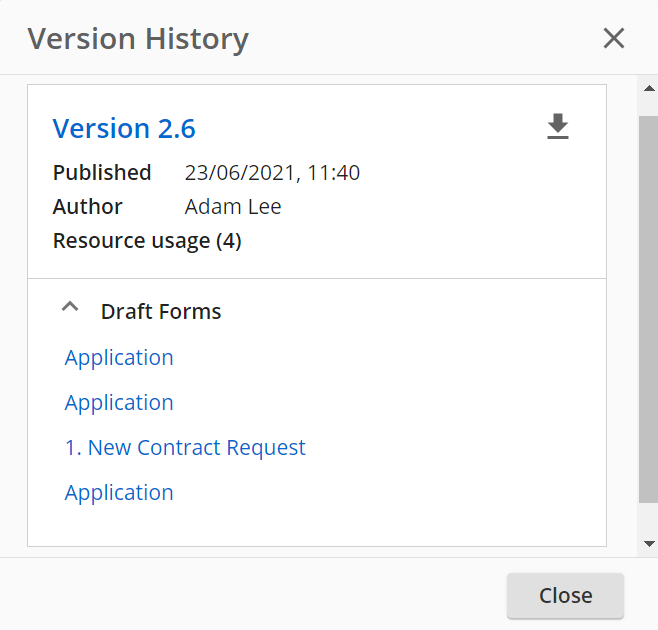 Version History
Version 2.6
Published 23/06/2021, 11:40
Author Adam Lee
Resource usage (4)
Draft Forms
Application
Application
1. New Contract Request
Application
Close